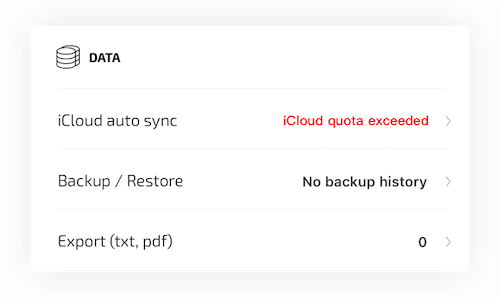 DATA
iCloud auto sync iCloud quota exceeded
Backup / Restore No backup history
Export (txt, pdf) 0